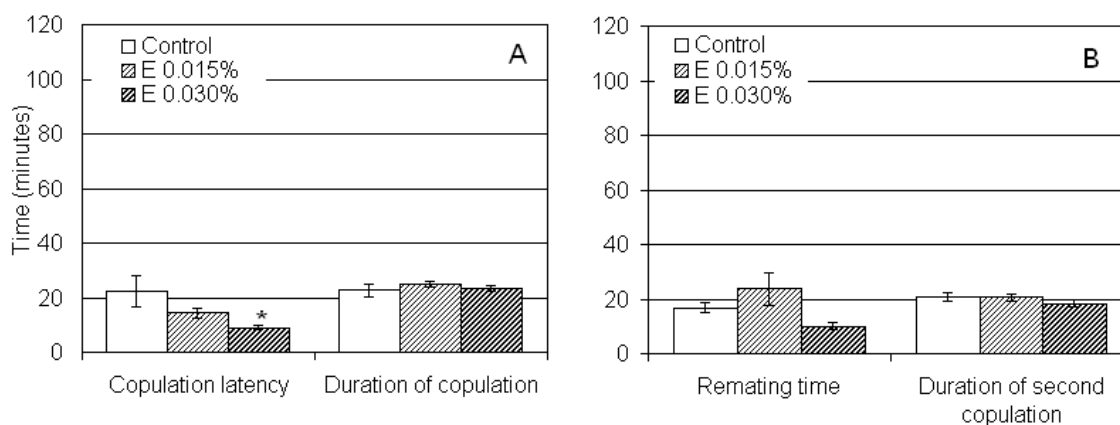 120
100
80
60
40
20
0
Time (minutes)
Control
E 0.015%
E 0.030%
A
*
Copulation latency
Duration of copulation
120
100
80
60
40
20
0
Control
E 0.015%
E 0.030%
B
Remating time
Duration of second
copulation